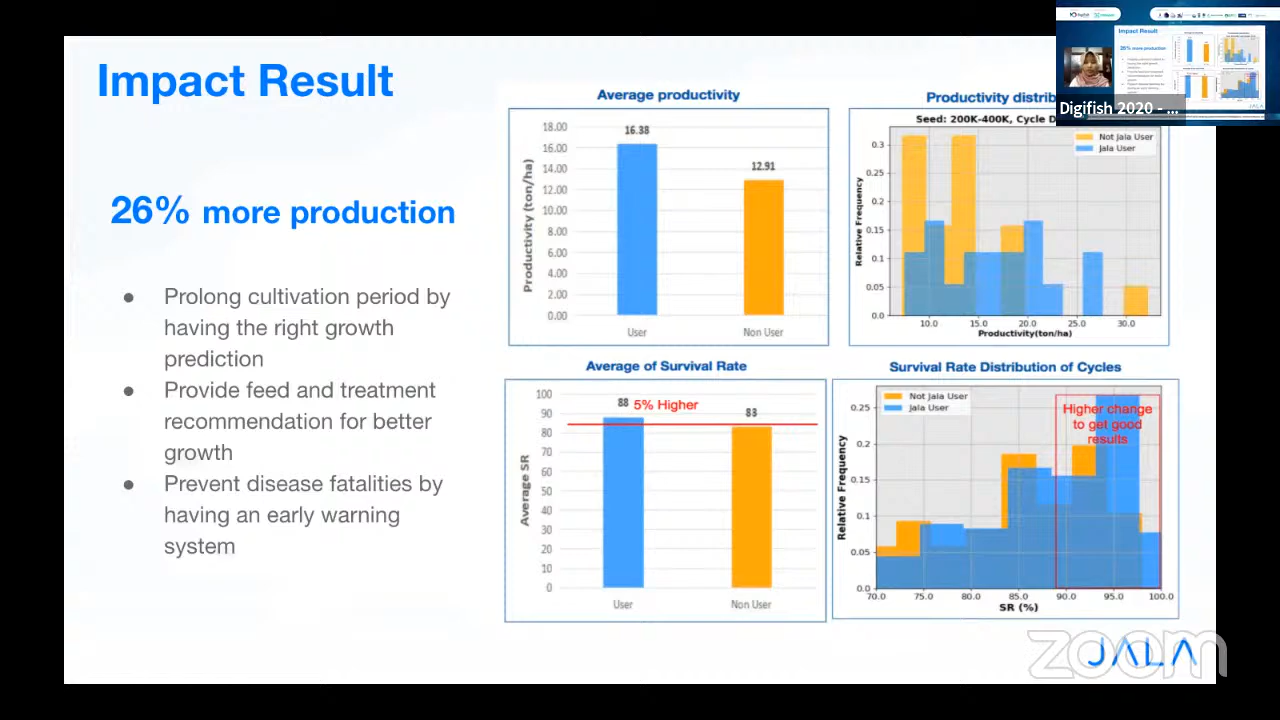 Impact Result
26% more production
● Prolong cultivation period by
having the right growth
prediction
● Provide feed and treatment
recommendation for better
growth
● Prevent disease fatalities by
having an early warning
system
Average productivity
18.00
16.00
14.00
12.00
10.00
8.00
6.00
4.00
2.00
0.00
Productivity (ton/ha)
16.38
12.91
User
Non User
Productivity distrib
Seed: 200K-400K, Cycle D
Not Jala User
Jala User
0.3
0.25
0.2
0.15
0.1
0.05
0.0
Relative Frequency
10.0 15.0 20.0 25.0 30.0
Productivity(ton/ha)
Average of Survival Rate
100
90
80
70
60
50
40
30
20
10
0
Average SR
88 5% Higher
83
User
Non User
Survival Rate Distribution of Cycles
Not Jala User
Jala User
Higher change
to get good
results
0.25
0.2
0.15
0.1
0.05
0.0
Relative Frequency
70.0 75.0 80.0 85.0 90.0 95.0 100.0
SR (%)
JALA
zoom
Impact Result
26% more production
JALA
Digifish 2020 - ...